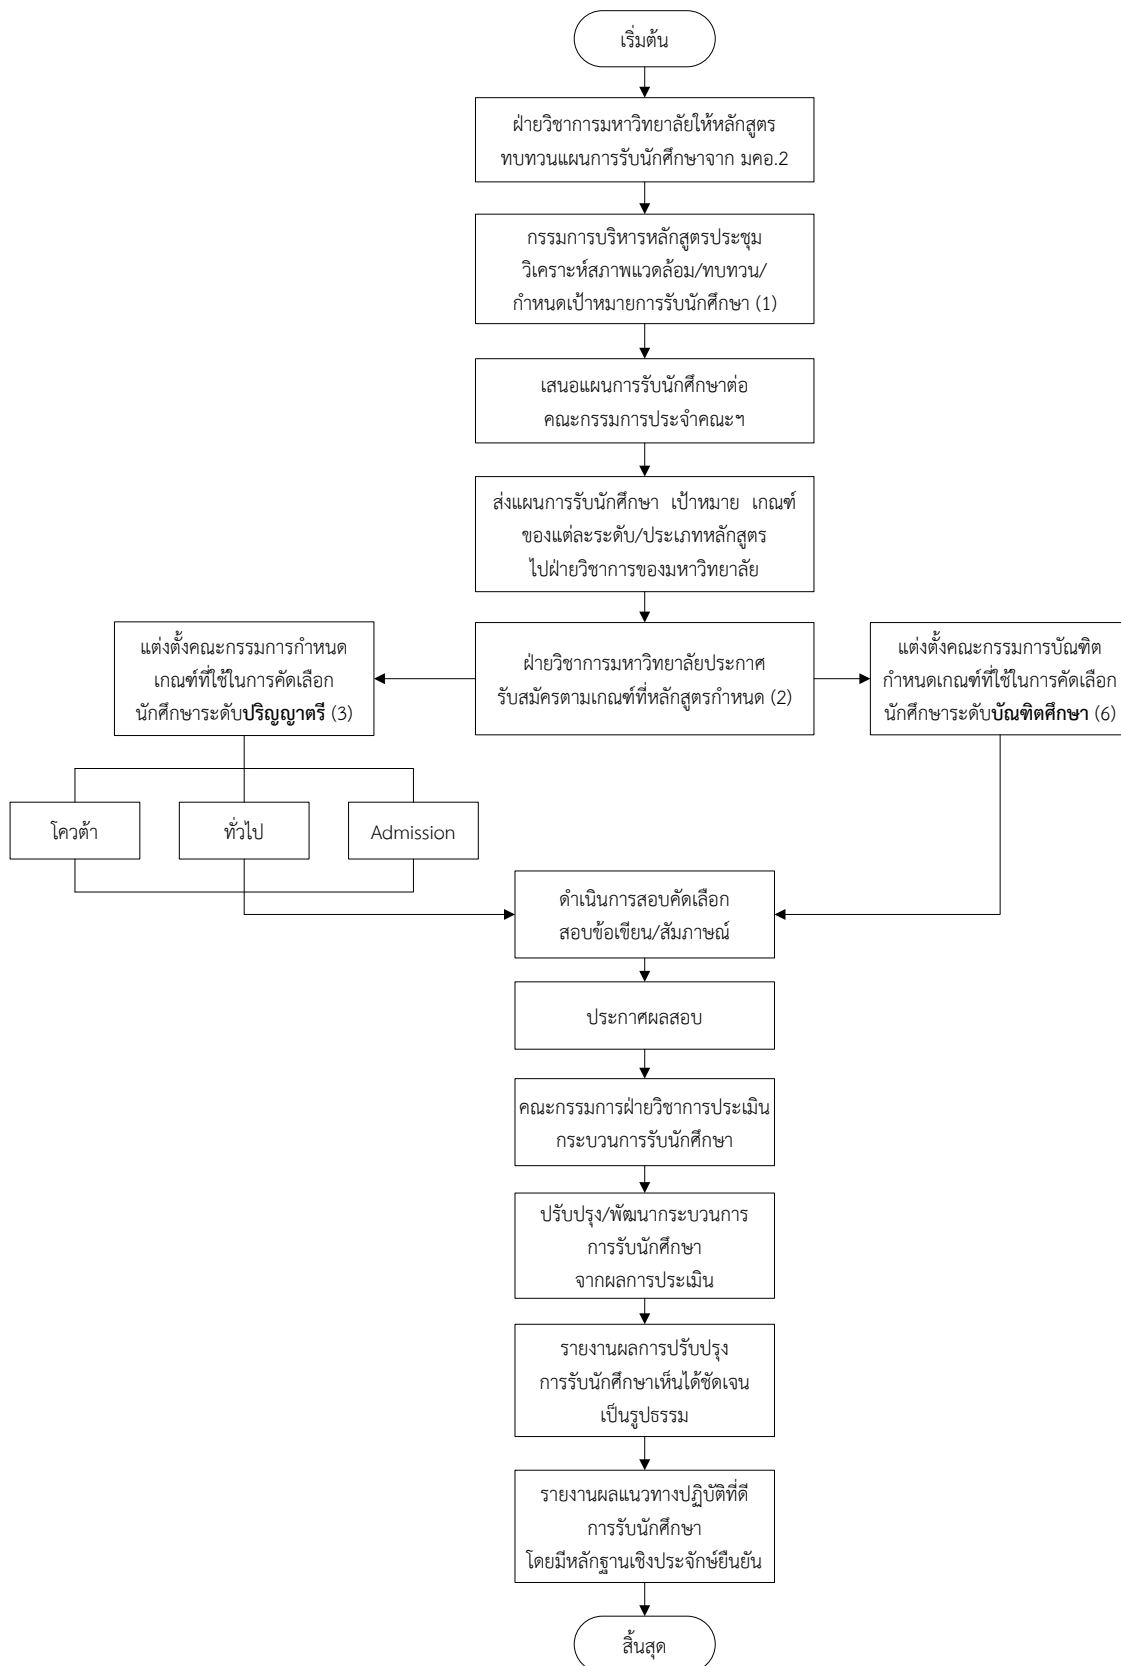 เริ่มต้น
ฝ่ายวิชาการมหาวิทยาลัยให้หลักสูตร
ทบทวนแผนการรับนักศึกษาจาก มคอ.2
กรรมการบริหารหลักสูตรประชุม
วิเคราะห์สภาพแวดล้อม/ทบทวน/
กำหนดเป้าหมายการรับนักศึกษา (1)
เสนอแผนการรับนักศึกษาต่อ
คณะกรรมการประจำคณะฯ
ส่งแผนการรับนักศึกษา เป้าหมาย เกณฑ์
ของแต่ละระดับ/ประเภทหลักสูตร
ไปฝ่ายวิชาการของมหาวิทยาลัย
แต่งตั้งคณะกรรมการกำหนด
เกณฑ์ที่ใช้ในการคัดเลือก
นักศึกษาระดับปริญญาตรี (3)
ฝ่ายวิชาการมหาวิทยาลัยประกาศ
รับสมัครตามเกณฑ์ที่หลักสูตรกำหนด (2)
แต่งตั้งคณะกรรมการบัณฑิต
กำหนดเกณฑ์ที่ใช้ในการคัดเลือก
นักศึกษาระดับบัณฑิตศึกษา (6)
โควต้า
ทั่วไป
Admission
ดำเนินการสอบคัดเลือก
สอบข้อเขียน/สัมภาษณ์
ประกาศผลสอบ
คณะกรรมการฝ่ายวิชาการประเมิน
กระบวนการรับนักศึกษา
ปรับปรุง/พัฒนากระบวนการ
การรับนักศึกษา
จากผลการประเมิน
รายงานผลการปรับปรุง
การรับนักศึกษาเห็นได้ชัดเจน
เป็นรูปธรรม
รายงานผลแนวทางปฏิบัติที่ดี
การรับนักศึกษา
โดยมีหลักฐานเชิงประจักษ์ยืนยัน
สิ้นสุด